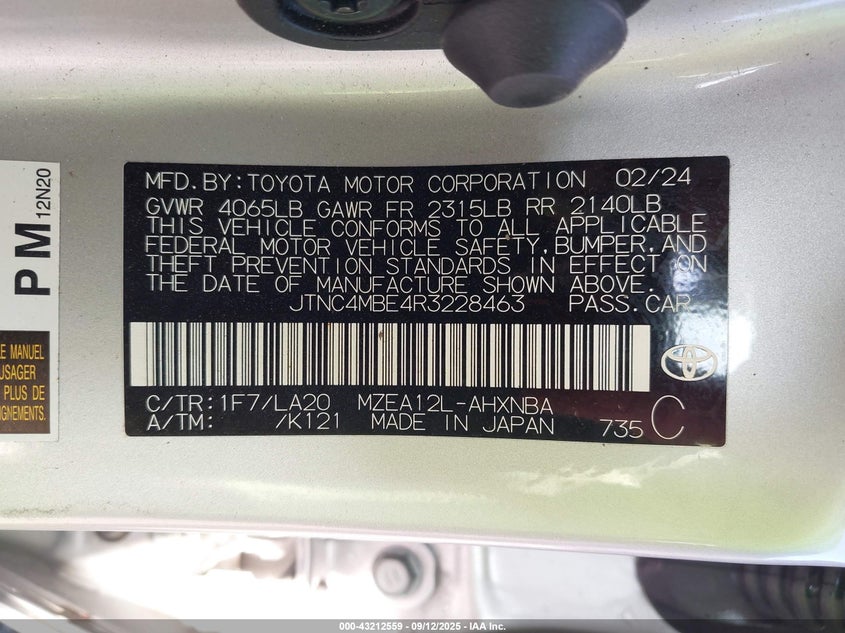 MFD.BY:TOYOTA MOTOR CORPORATION 02/24
GVWR 4065LB GAWR FR 2315LB RR 2140LB
THIS VEHICLE CONFORMS TO ALL APPLICABLE
FEDERAL MOTOR VEHICLE SAFETY, BUMPER, AND
THEFT PREVENTION STANDARDS IN EFFECT ON
THE DATE OF MANUFACTURE SHOWN ABOVE.
JTNC4MBE4R3228463 PASS.CAR
C/TR:1F7/LA20 MZEA12L-AHXNBA
A/TM: /K121 MADE IN JAPAN 735 C
PM 12N20
E MANUEL
USAGER
PLUS DE
IGNEMENTS.
000-43212559 - 09/12/2025 - IAA Inc.